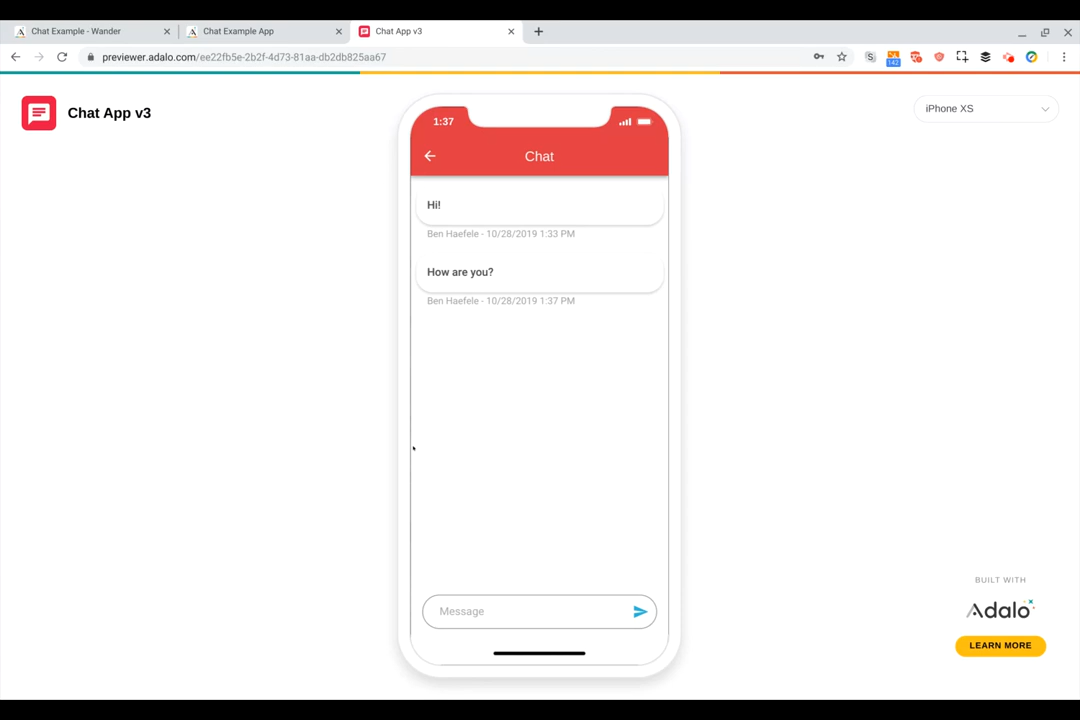 Chat Example - Wander
Chat Example App
Chat App v3
previewer.adalo.com/ee22fb5e-2b2f-4d73-81aa-db2db825aa67
S
142
Chat App v3
iPhone XS
1:37
Chat
Hi!
Ben Haefele - 10/28/2019 1:33 PM
How are you?
Ben Haefele - 10/28/2019 1:37 PM
Message
BUILT WITH
Adalo
LEARN MORE